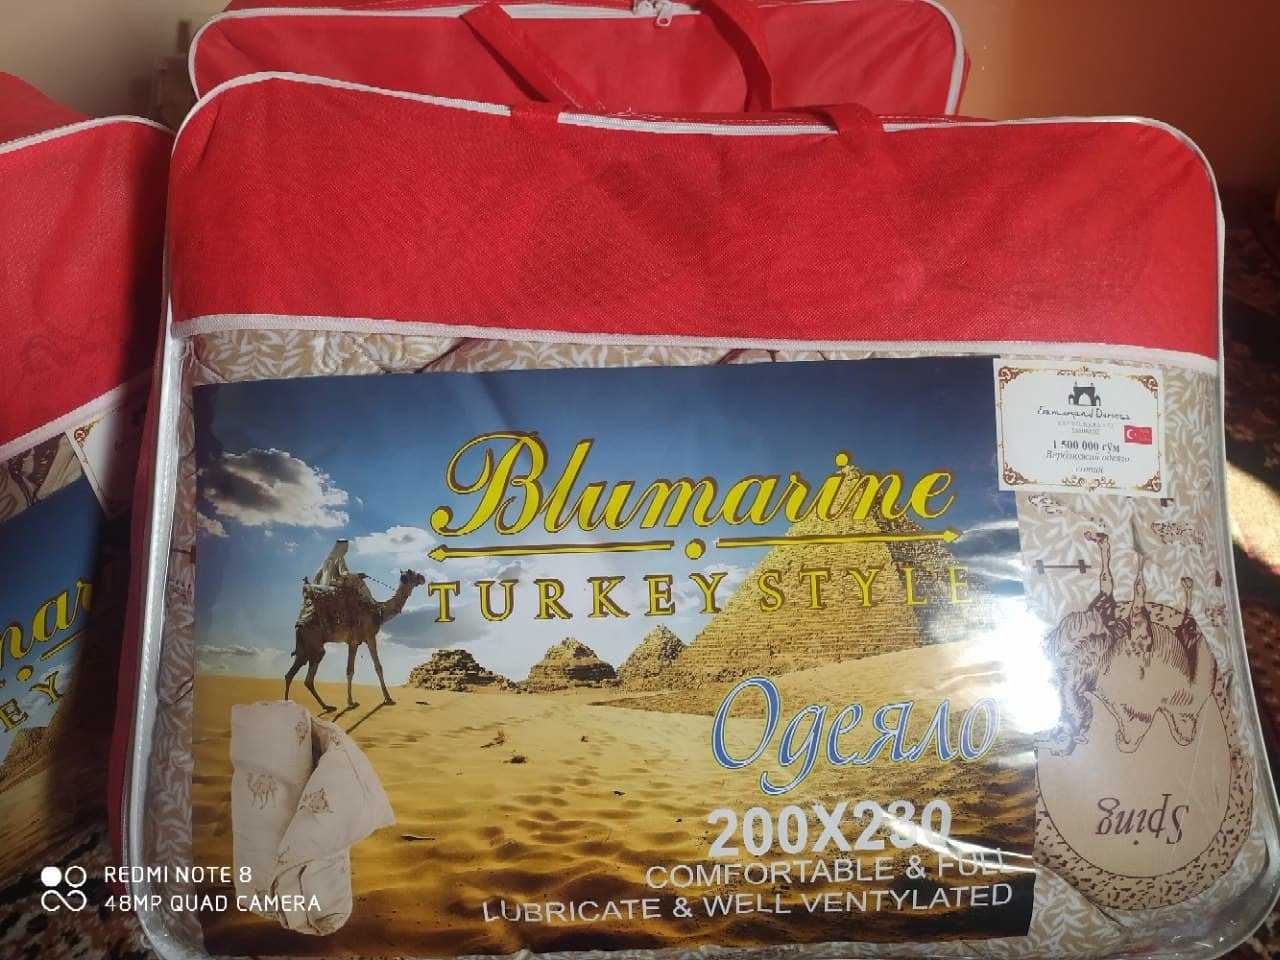 1 500 000 сўм
Blumarine
TURKEY STYLE
Одеяло
200X230
COMFORTABLE & FULL
LUBRICATE & WELL VENTYLATED
Sping
REDMI NOTE 8
48MP QUAD CAMERA